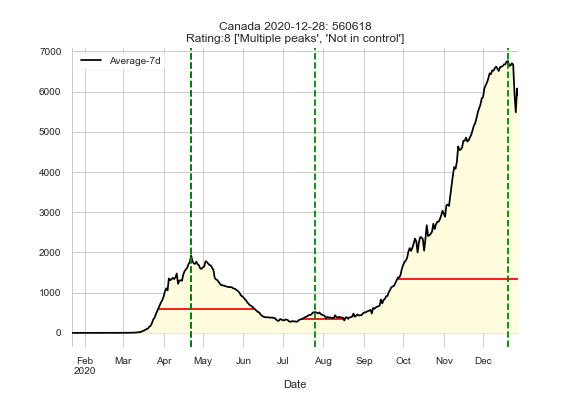 Canada 2020-12-28: 560618
Rating:8 ['Multiple peaks', 'Not in control']
Average-7d
7000
6000
5000
4000
3000
2000
1000
0
Feb Mar Apr May Jun Jul Aug Sep Oct Nov Dec
2020
Date